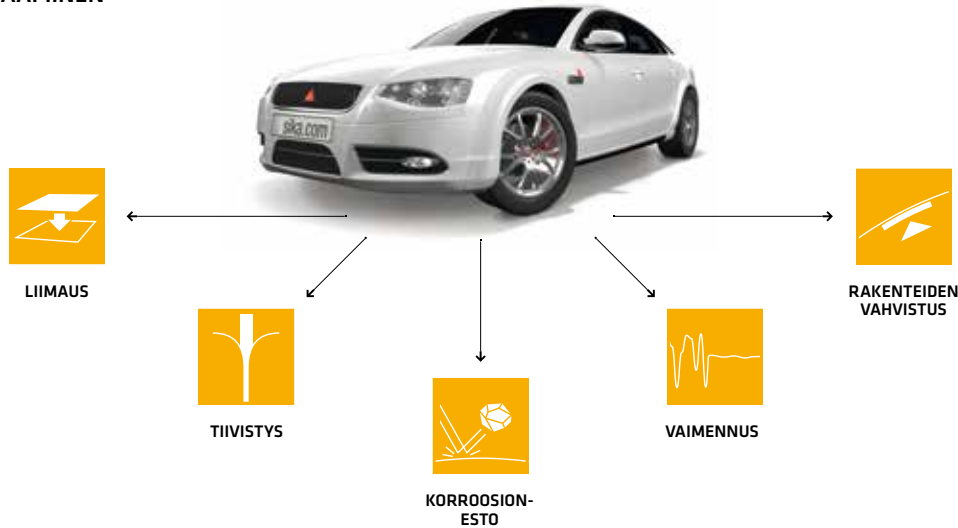 sika.com
LIIMAUS
RAKENTEIDEN
VAHVISTUS
TIIVISTYS
VAIMENNUS
KORROOSION-
ESTO